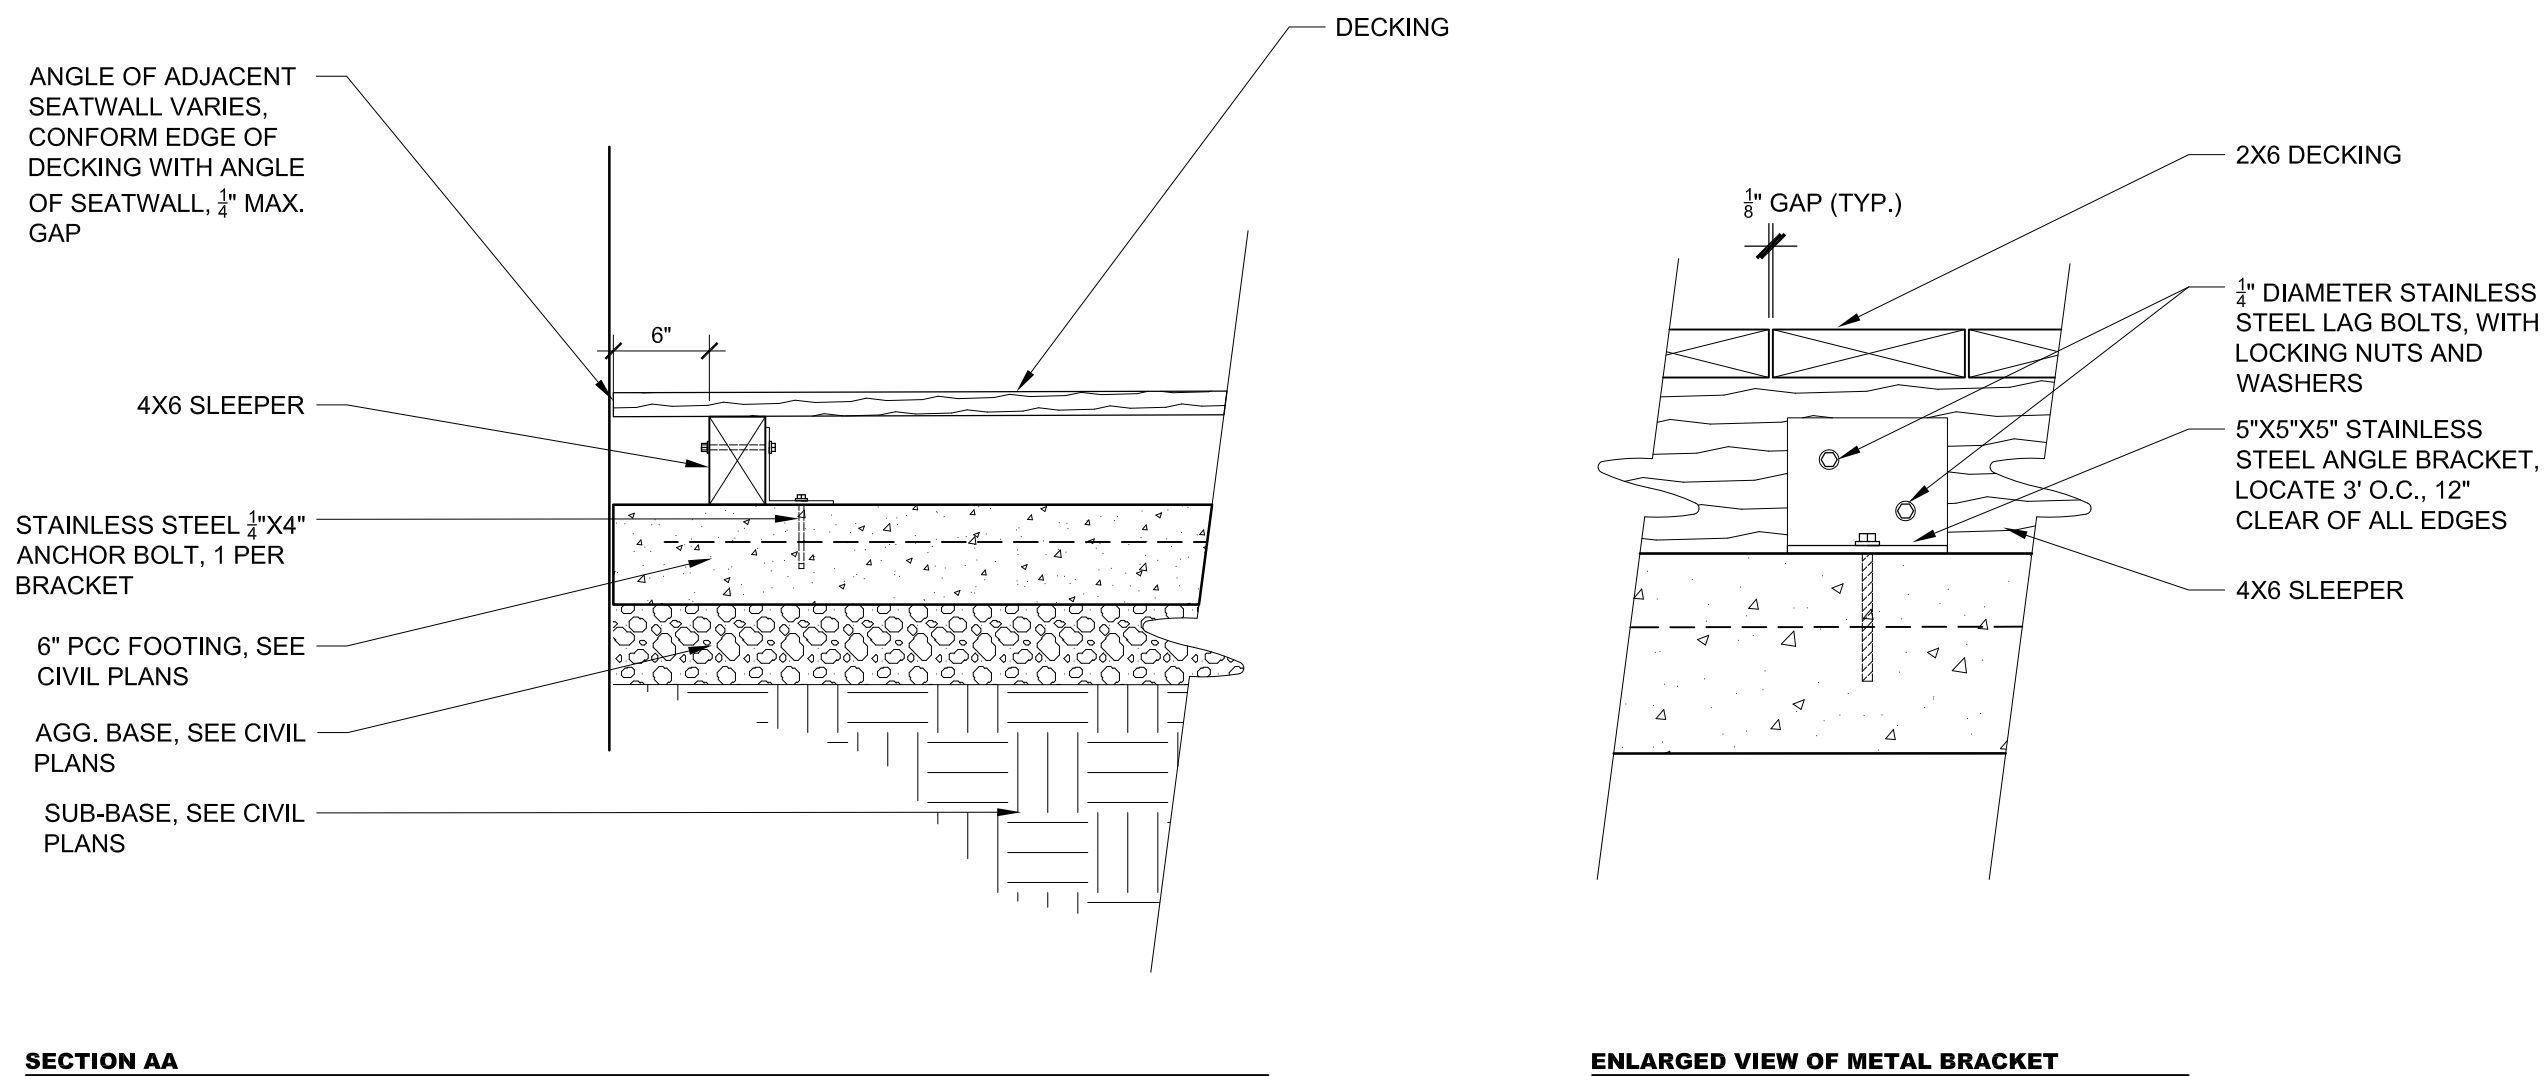 DECKING
ANGLE OF ADJACENT
SEATWALL VARIES,
CONFORM EDGE OF
DECKING WITH ANGLE
OF SEATWALL, 1/4" MAX.
GAP
6"
4X6 SLEEPER
STAINLESS STEEL 1/4"X4"
ANCHOR BOLT, 1 PER
BRACKET
6" PCC FOOTING, SEE
CIVIL PLANS
AGG. BASE, SEE CIVIL
PLANS
SUB-BASE, SEE CIVIL
PLANS
SECTION AA
2X6 DECKING
1/8" GAP (TYP.)
1/4" DIAMETER STAINLESS
STEEL LAG BOLTS, WITH
LOCKING NUTS AND
WASHERS
5"X5"X5" STAINLESS
STEEL ANGLE BRACKET,
LOCATE 3' O.C., 12"
CLEAR OF ALL EDGES
4X6 SLEEPER
ENLARGED VIEW OF METAL BRACKET